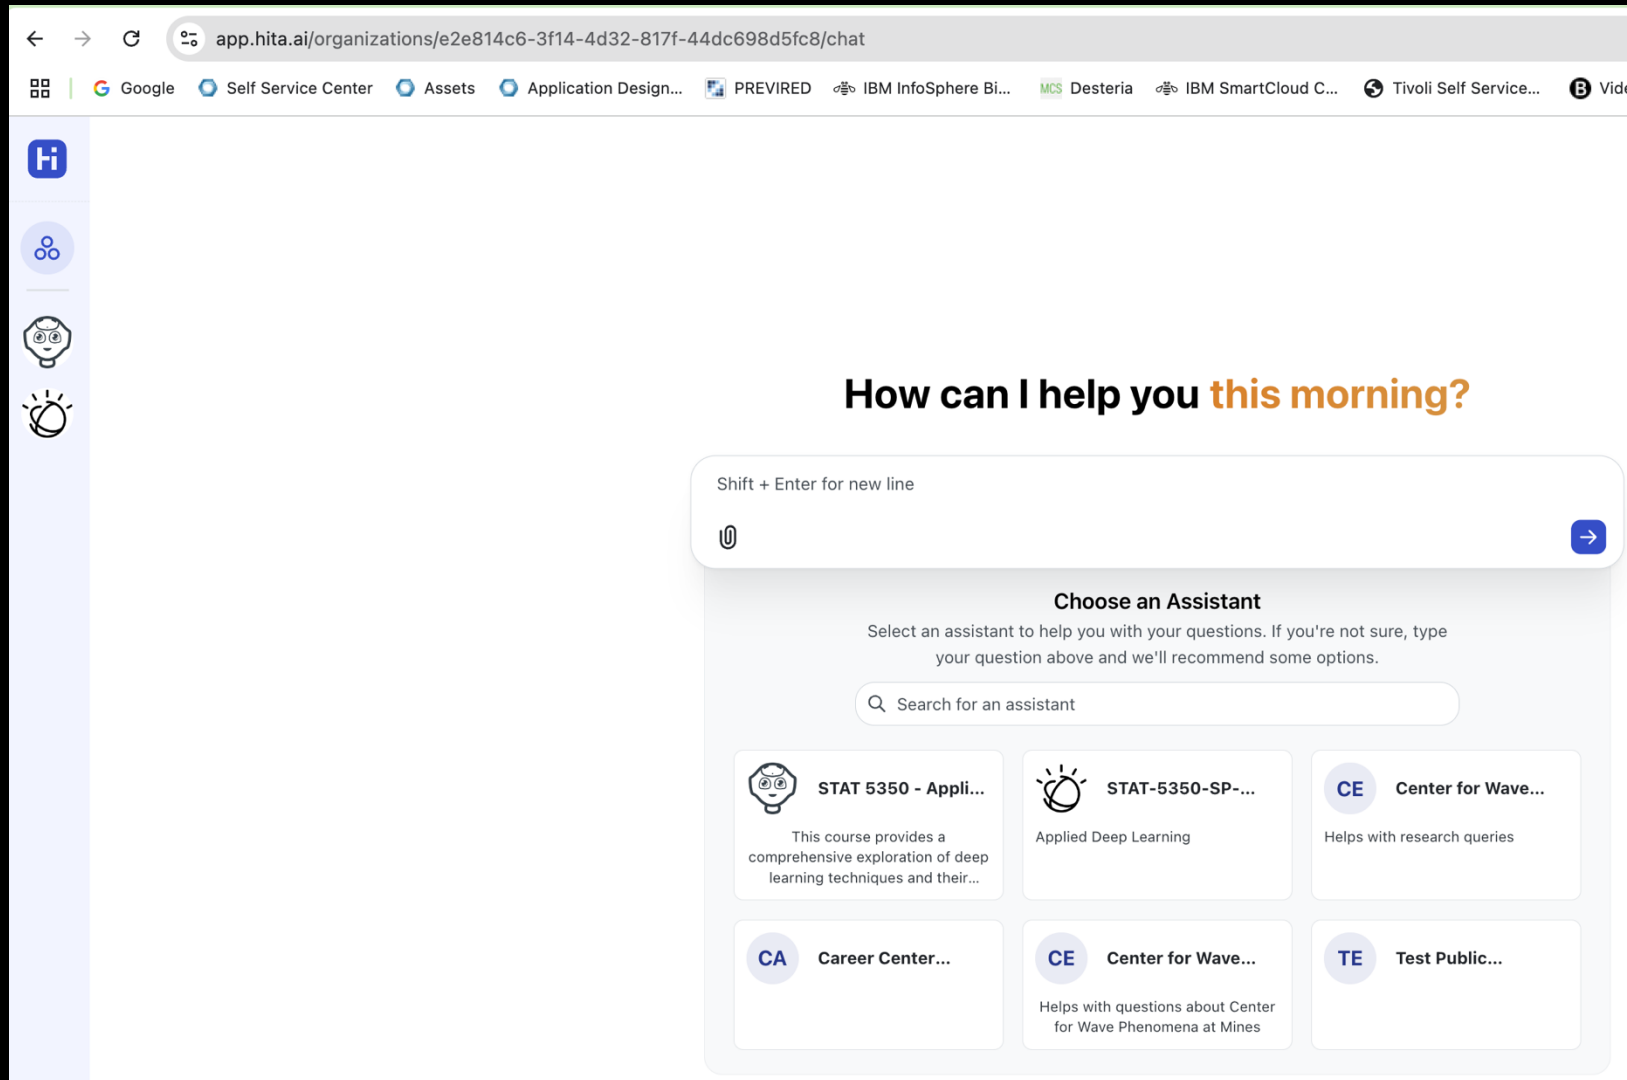 app.hita.ai/organizations/e2e814c6-3f14-4d32-817f-44dc698d5fc8/chat
Google Self Service Center Assets Application Design... PREVIRED IBM InfoSphere Bi... MCS Desteria IBM SmartCloud C... Tivoli Self Service... B Vide
Hi
How can I help you this morning?
Shift + Enter for new line
Choose an Assistant
Select an assistant to help you with your questions. If you're not sure, type
your question above and we'll recommend some options.
Search for an assistant
STAT 5350 - Appli...
This course provides a
comprehensive exploration of deep
learning techniques and their...
STAT-5350-SP-...
Applied Deep Learning
CE Center for Wave...
Helps with research queries
CA Career Center...
CE Center for Wave...
Helps with questions about Center
for Wave Phenomena at Mines
TE Test Public...